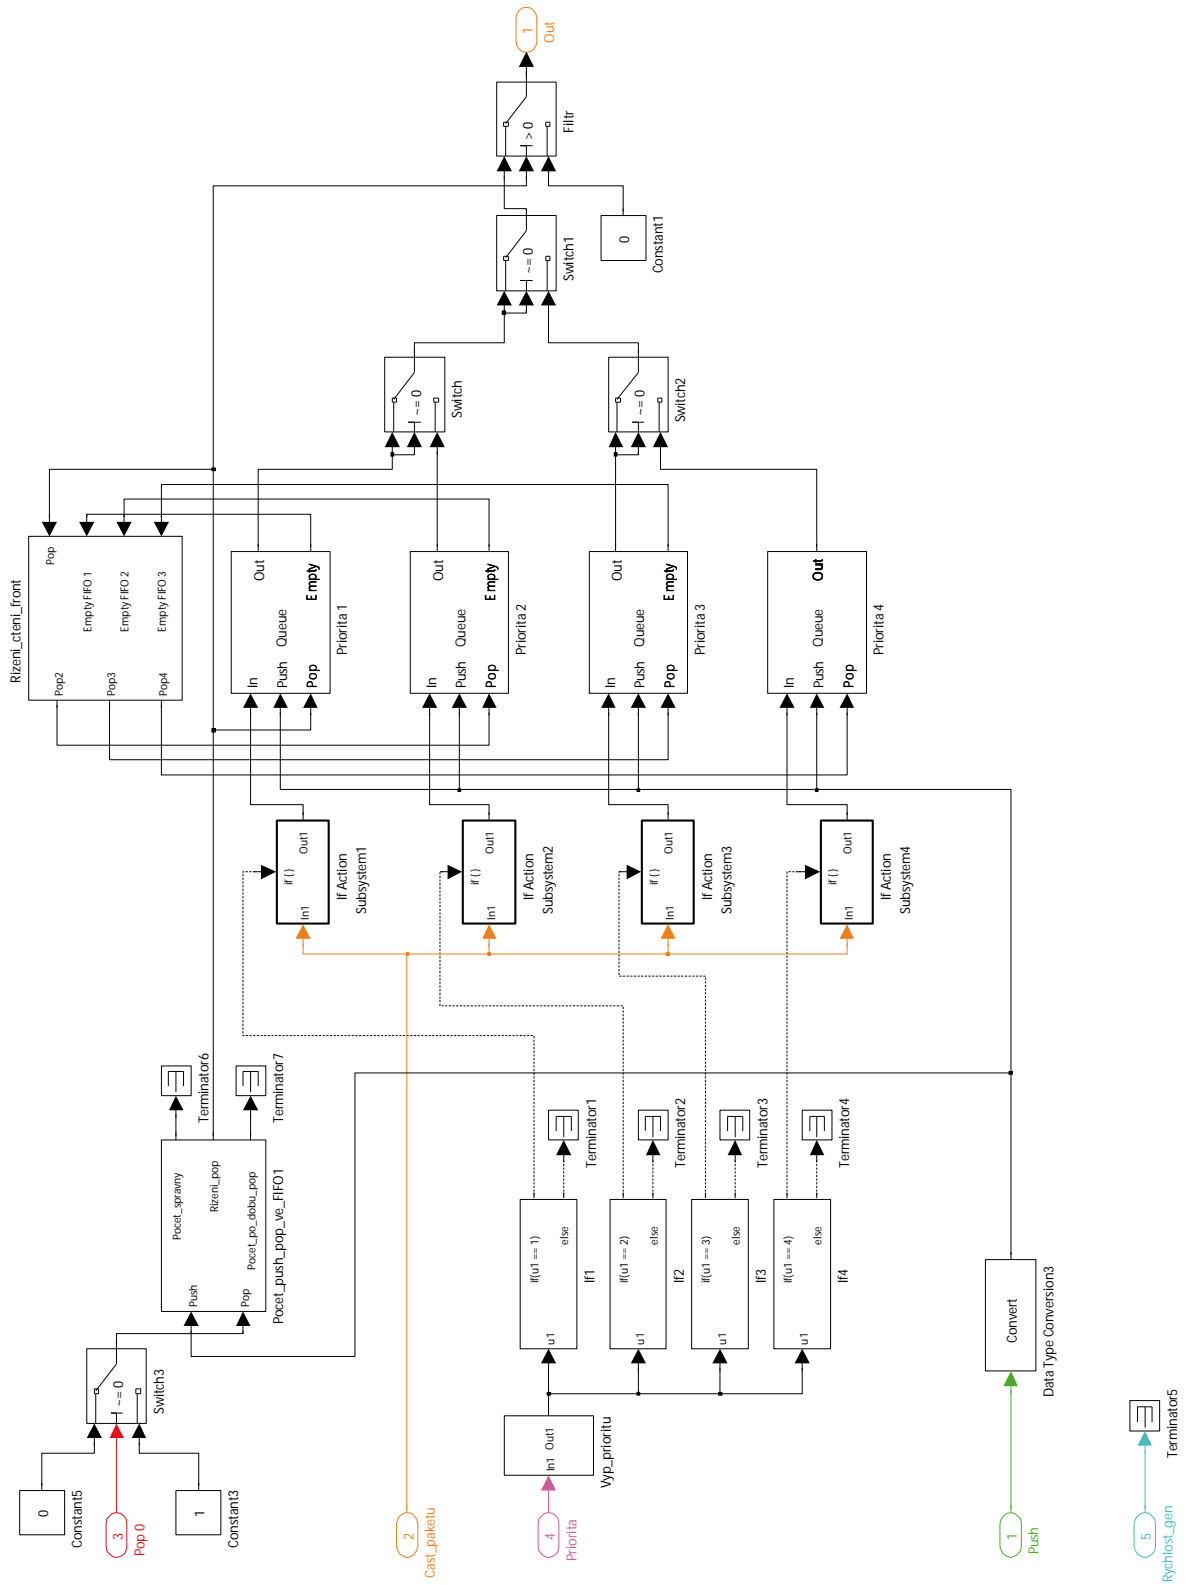 0
Constant5
3
Pop 0
1
Constant3
~= 0
Switch3
Push
Pop
Pocet_spravny
Rizeni_pop
Pocet_po_dobu_pop
Pocet_push_pop_ve_FIFO1
Terminator6
Terminator7
Rizeni_cteni_front
Pop2
Pop3
Pop4
Pop
Empty FIFO 1
Empty FIFO 2
Empty FIFO 3
2
Cast_paketu
4
Priorita
In1 Out1
Vyp_prioritu
u1
if(u1 == 1)
else
If1
Terminator1
u1
if(u1 == 2)
else
If2
Terminator2
u1
if(u1 == 3)
else
If3
Terminator3
u1
if(u1 == 4)
else
If4
Terminator4
In1
if { }
Out1
If Action
Subsystem1
In1
if { }
Out1
If Action
Subsystem2
In1
if { }
Out1
If Action
Subsystem3
In1
if { }
Out1
If Action
Subsystem4
In
Push
Pop
Queue
Out
Empty
Priorita 1
In
Push
Pop
Queue
Out
Empty
Priorita 2
In
Push
Pop
Queue
Out
Empty
Priorita 3
In
Push
Pop
Queue
Out
Priorita 4
~= 0
Switch
~= 0
Switch2
~= 0
Switch1
0
Constant1
> 0
Filtr
1
Out
1
Push
Convert
Data Type Conversion3
5
Rychlost_gen
Terminator5